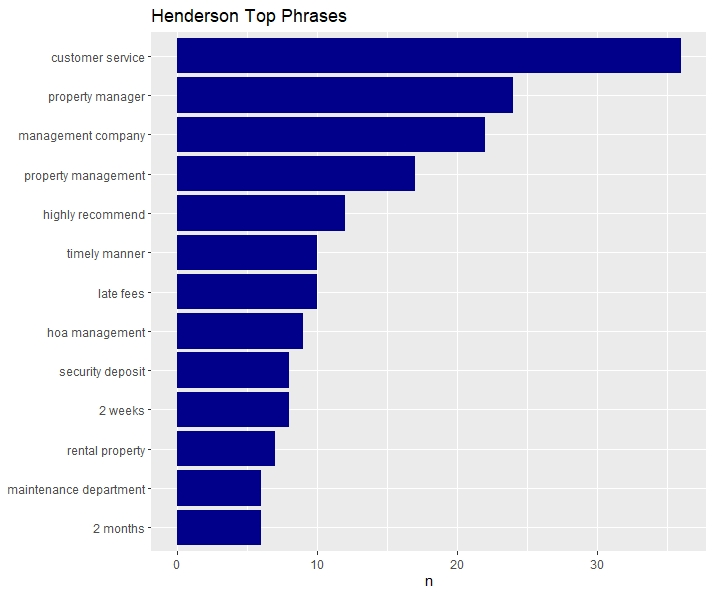 Henderson Top Phrases
customer service
property manager
management company
property management
highly recommend
timely manner
late fees
hoa management
security deposit
2 weeks
rental property
maintenance department
2 months
0 10 20 30
n